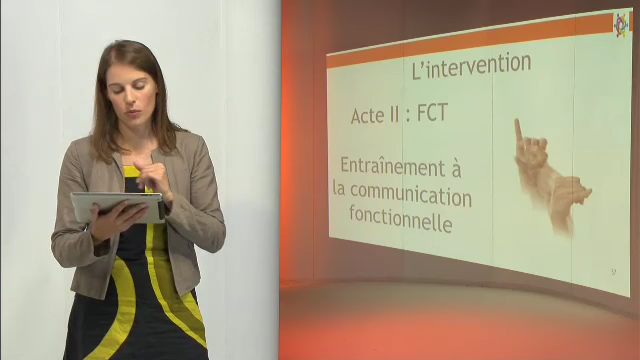 L'intervention
Acte II : FCT
Entraînement à
la communication
fonctionnelle